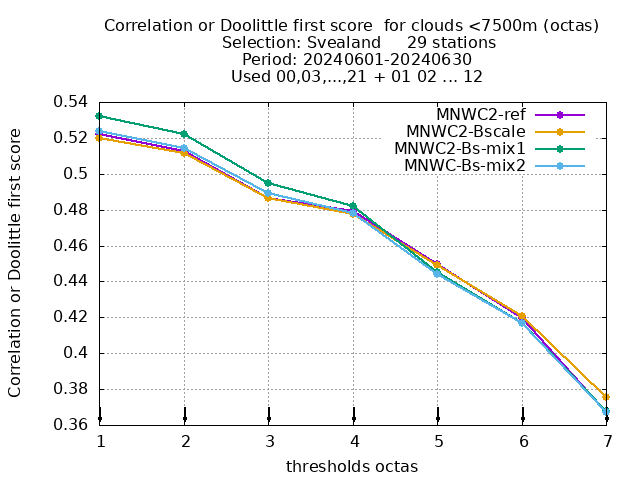 Correlation or Doolittle first score  for clouds <7500m (octas)
Selection: Svealand     29 stations
Period: 20240601-20240630
Used 00,03,...,21 + 01 02 ... 12
MNWC2-ref
MNWC2-Bscale
MNWC2-Bs-mix1
MNWC-Bs-mix2
Correlation or Doolittle first score
0.54
0.52
0.5
0.48
0.46
0.44
0.42
0.4
0.38
0.36
1 2 3 4 5 6 7
thresholds octas